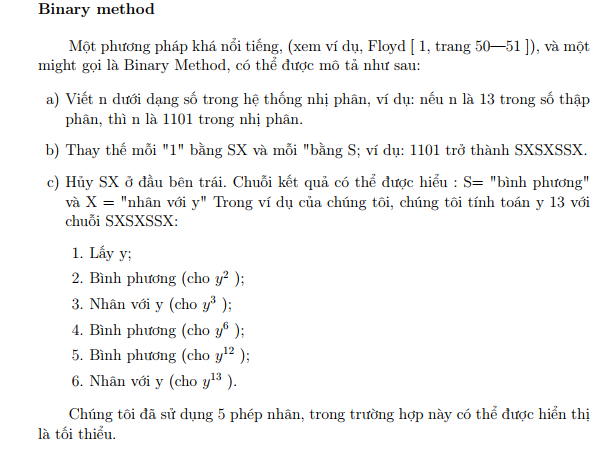 Binary method
Một phương pháp khá nổi tiếng, (xem ví dụ, Floyd [ 1, trang 50—51 ]), và một
might gọi là Binary Method, có thể được mô tả như sau:
a) Viết n dưới dạng số trong hệ thống nhị phân, ví dụ: nếu n là 13 trong số thập
phân, thì n là 1101 trong nhị phân.
b) Thay thế mỗi "1" bằng SX và mỗi "bằng S; ví dụ: 1101 trở thành SXSXSSX.
c) Hủy SX ở đầu bên trái. Chuỗi kết quả có thể được hiểu : S= "bình phương"
và X = "nhân với y" Trong ví dụ của chúng tôi, chúng tôi tính toán y 13 với
chuỗi SXSXSSX:
1. Lấy y;
2. Bình phương (cho y² );
3. Nhân với y (cho y³ );
4. Bình phương (cho y⁶ );
5. Bình phương (cho y¹² );
6. Nhân với y (cho y¹³ ).
Chúng tôi đã sử dụng 5 phép nhân, trong trường hợp này có thể được hiển thị
là tối thiểu.